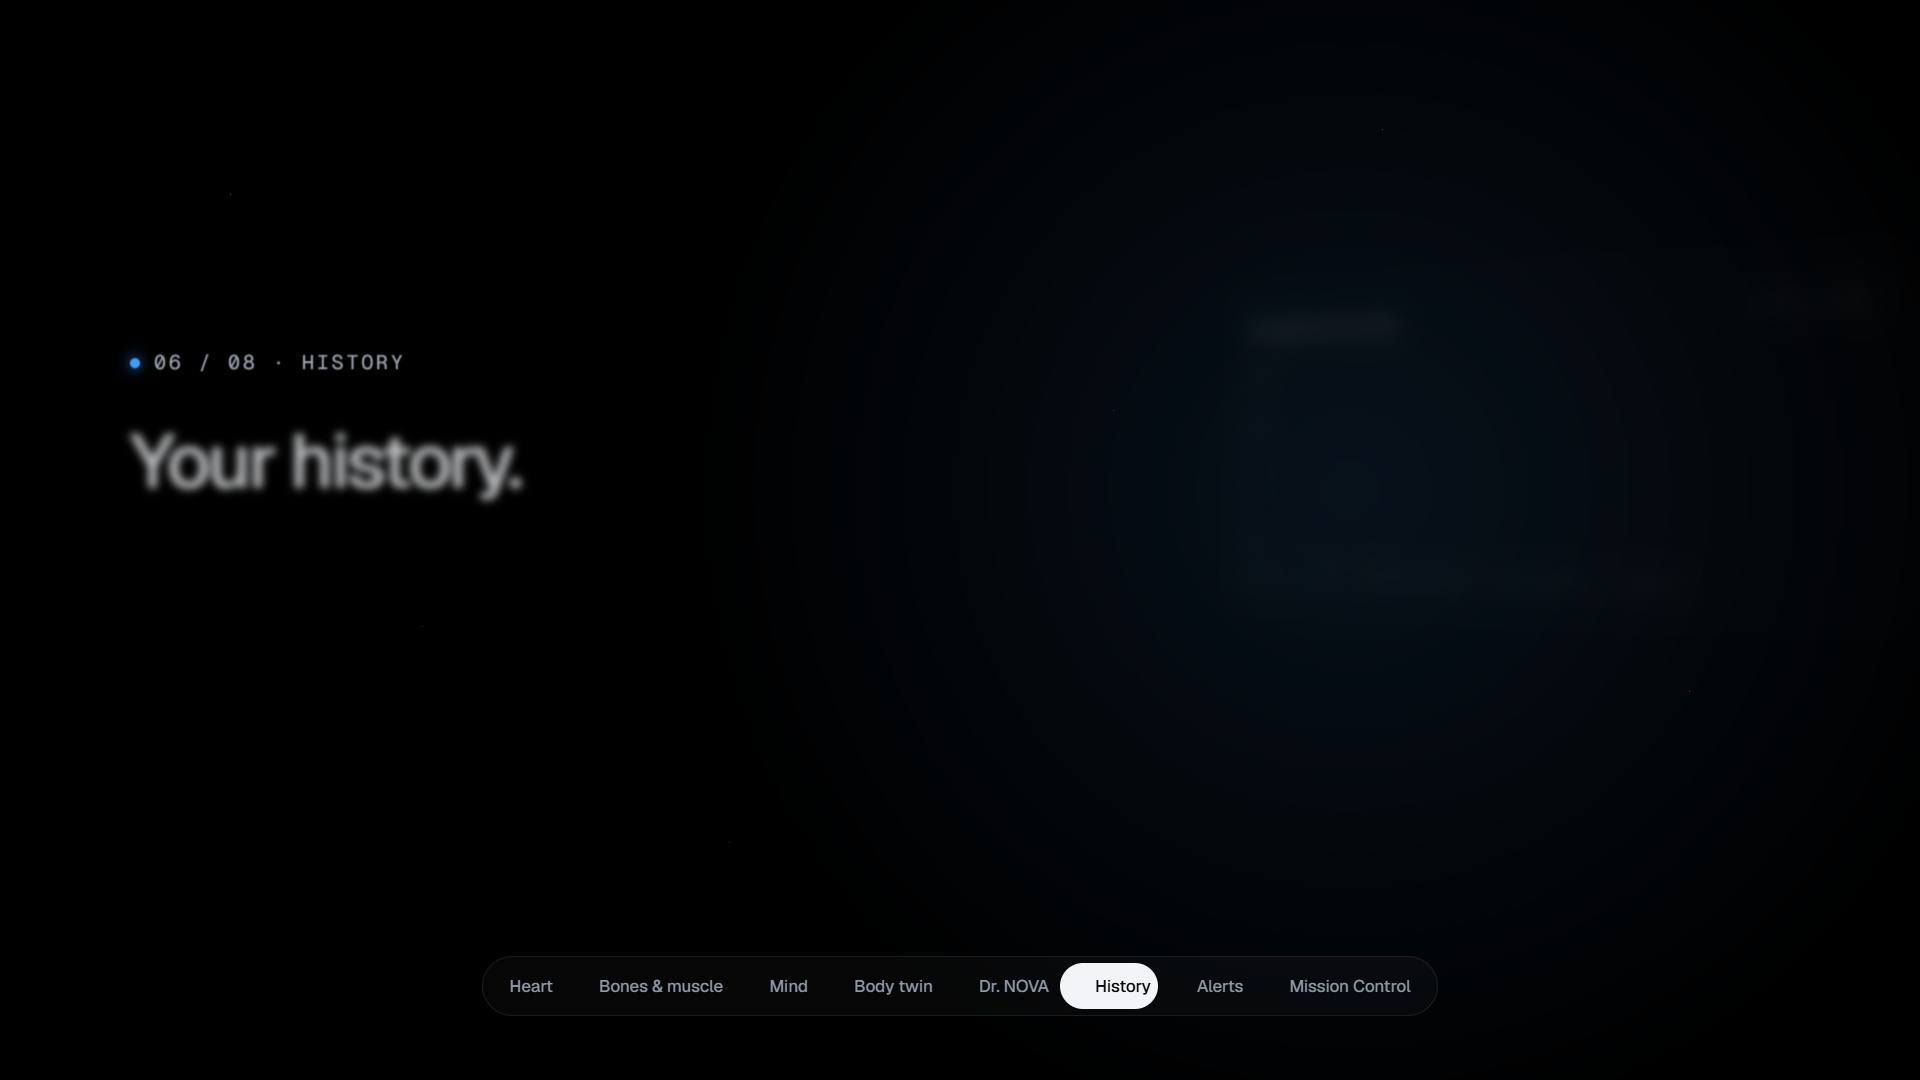 06 / 08 · HISTORY
Your history.
Heart
Bones & muscle
Mind
Body twin
Dr. NOVA
History
Alerts
Mission Control